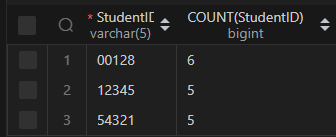 * StudentID COUNT(StudentID)
varchar(5) bigint
1 00128 6
2 12345 5
3 54321 5